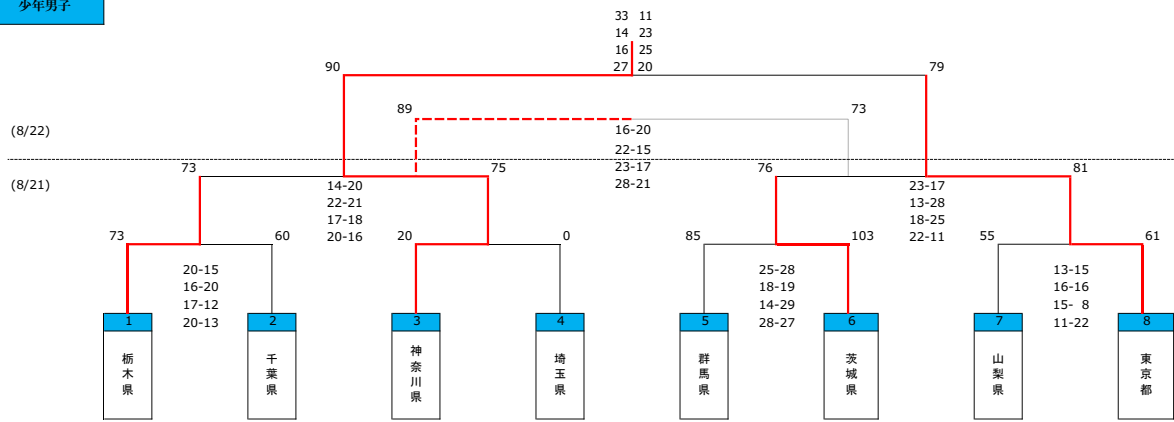 少年男子
33 11
14 23
16 25
27 20
90 79
89 73
(8/22)
16-20
22-15
23-17
28-21
73 75 76 81
(8/21)
14-20
22-21
17-18
20-16
23-17
13-28
18-25
22-11
73 60 20 0 85 103 55 61
20-15
16-20
17-12
20-13
25-28
18-19
14-29
28-27
13-15
16-16
15- 8
11-22
1 2 3 4 5 6 7 8
栃木県
千葉県
神奈川県
埼玉県
群馬県
茨城県
山梨県
東京都